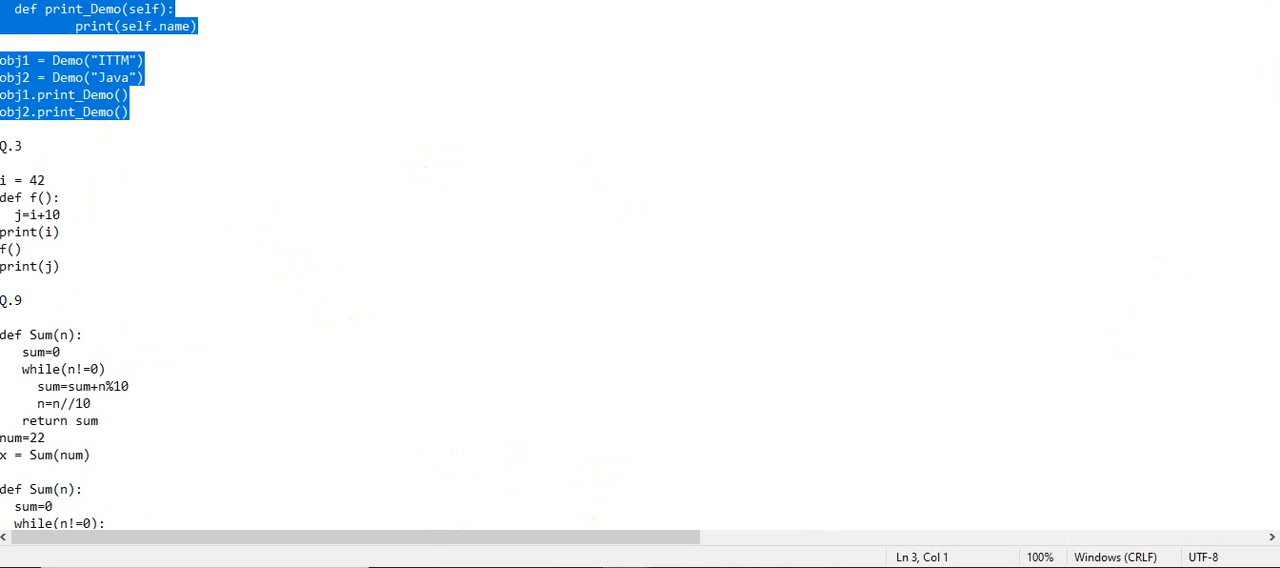 def print_Demo(self):
print(self.name)
obj1 = Demo("ITTM")
obj2 = Demo("Java")
obj1.print_Demo()
obj2.print_Demo()
Q.3
i = 42
def f():
j=i+10
print(i)
f()
print(j)
Q.9
def Sum(n):
sum=0
while(n!=0)
sum=sum+n%10
n=n//10
return sum
num=22
x = Sum(num)
def Sum(n):
sum=0
while(n!=0):
Ln 3, Col 1 100% Windows (CRLF) UTF-8